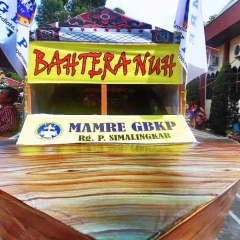 BAHTERA NUH
MAMRE GBKP
Rg. P. SIMALINGKAR